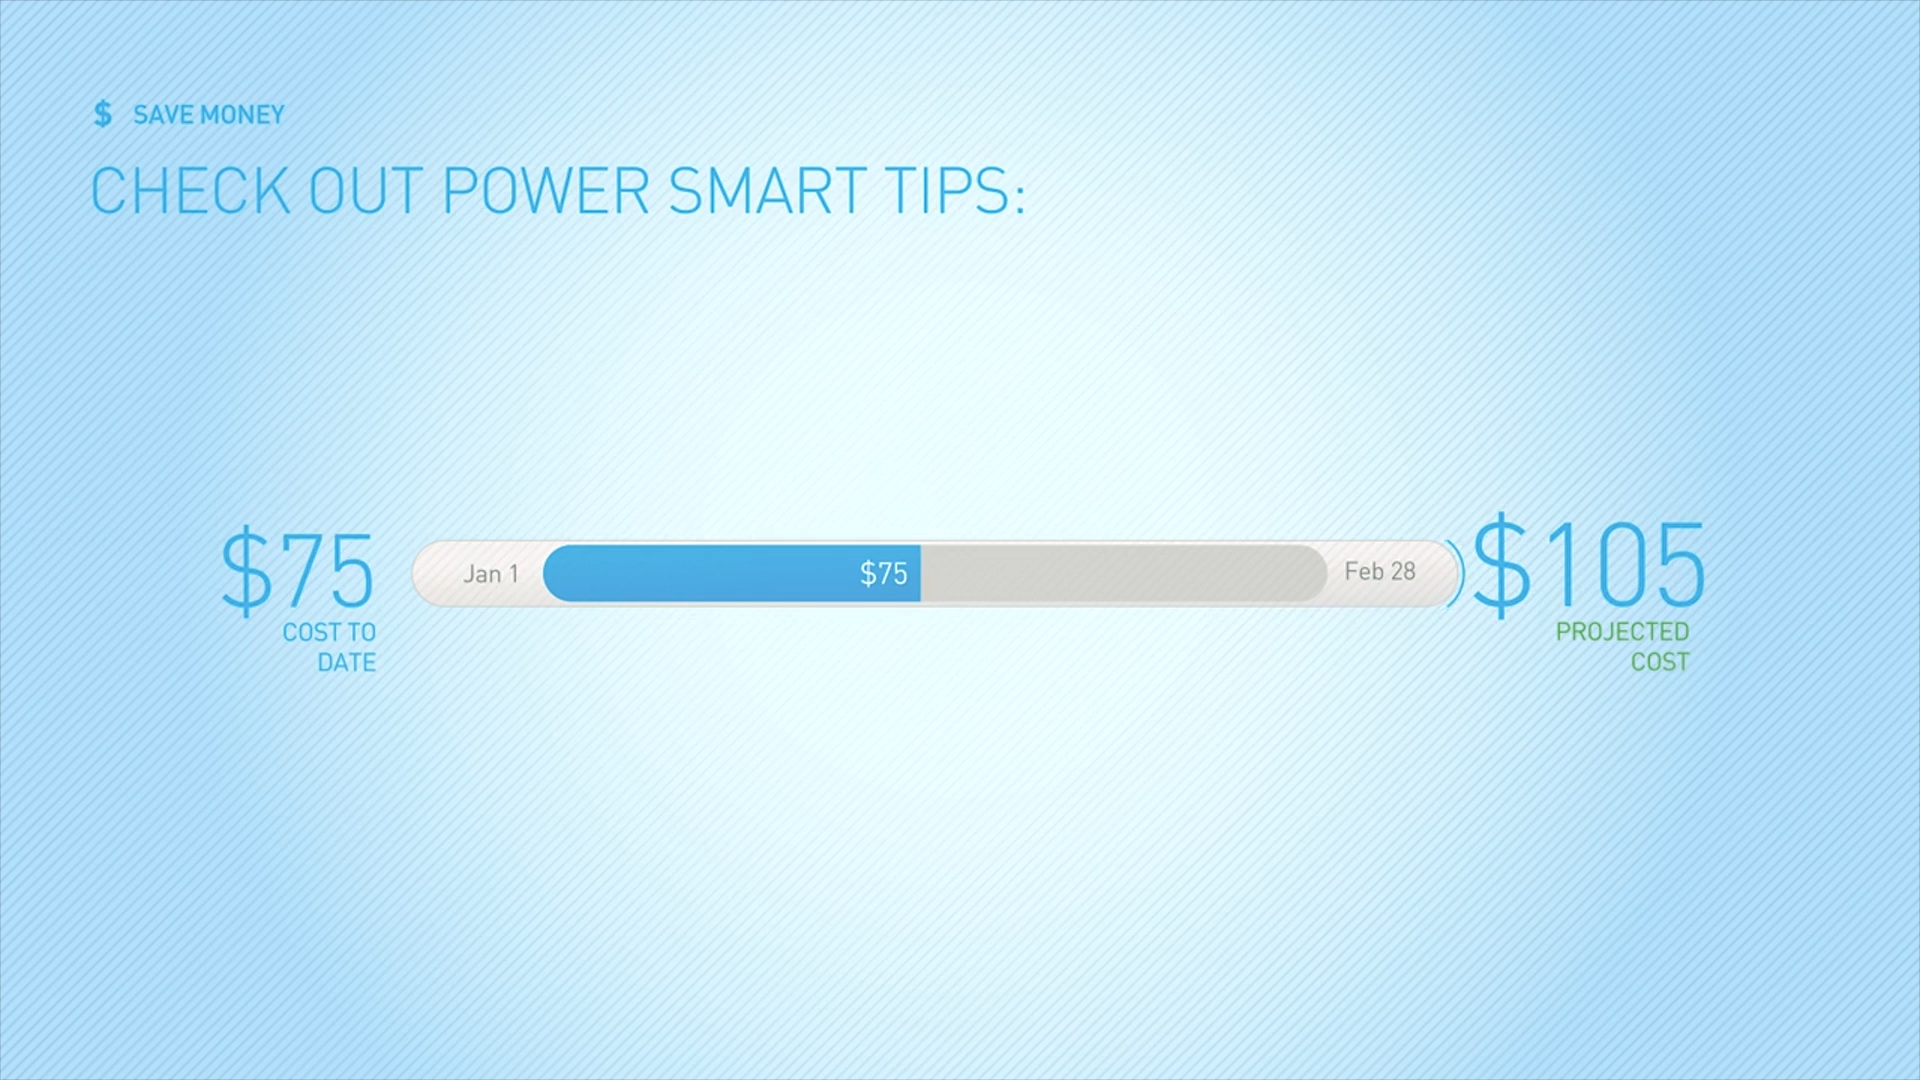 $ SAVE MONEY
CHECK OUT POWER SMART TIPS:
$75
COST TO
DATE
Jan 1
$75
Feb 28
$105
PROJECTED
COST